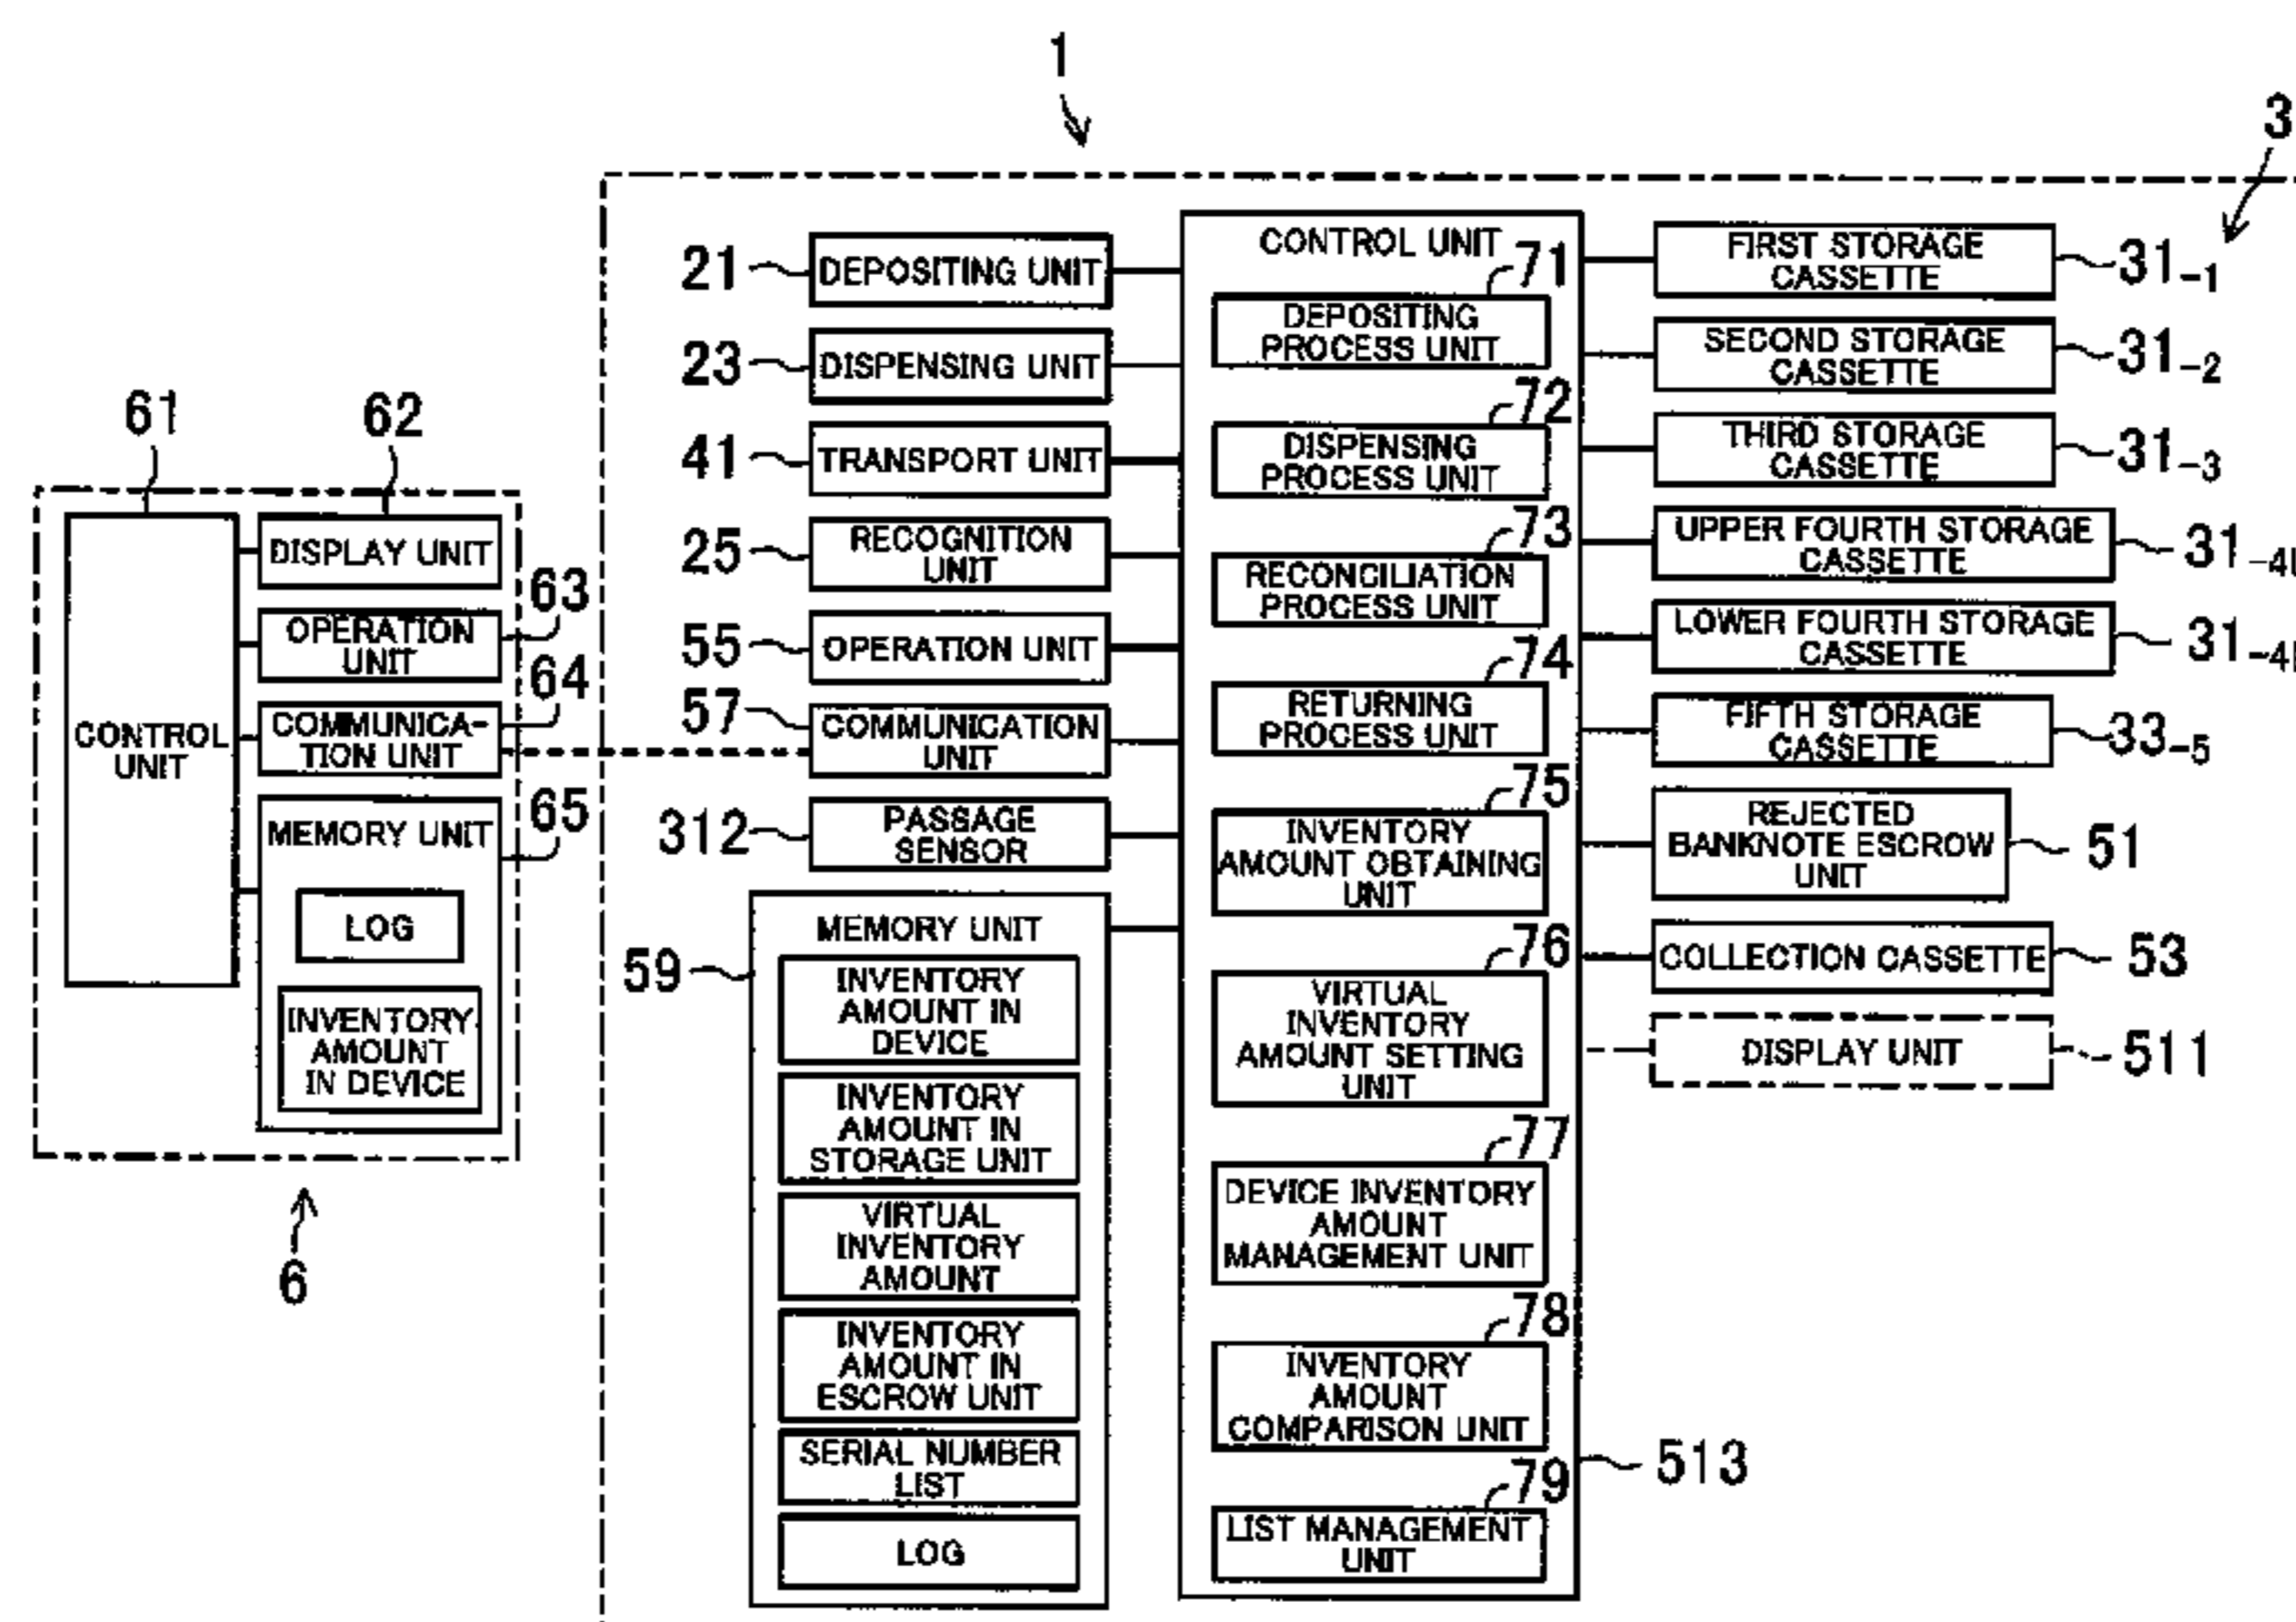 1
3
61
62
CONTROL
UNIT
DISPLAY UNIT
63
OPERATION
UNIT
64
COMMUNICA-
TION UNIT
65
MEMORY UNIT
LOG
INVENTORY
AMOUNT
IN DEVICE
6
21
DEPOSITING UNIT
23
DISPENSING UNIT
41
TRANSPORT UNIT
25
RECOGNITION
UNIT
55
OPERATION UNIT
57
COMMUNICATION
UNIT
312
PASSAGE
SENSOR
59
MEMORY UNIT
INVENTORY
AMOUNT IN
DEVICE
INVENTORY
AMOUNT IN
STORAGE UNIT
VIRTUAL
INVENTORY
AMOUNT
INVENTORY
AMOUNT IN
ESCROW UNIT
SERIAL NUMBER
LIST
LOG
CONTROL UNIT
71
DEPOSITING
PROCESS UNIT
72
DISPENSING
PROCESS UNIT
73
RECONCILIATION
PROCESS UNIT
74
RETURNING
PROCESS UNIT
75
INVENTORY
AMOUNT OBTAINING
UNIT
76
VIRTUAL
INVENTORY
AMOUNT SETTING
UNIT
77
DEVICE INVENTORY
AMOUNT
MANAGEMENT UNIT
78
INVENTORY
AMOUNT
COMPARISON UNIT
79
LIST MANAGEMENT
UNIT
513
FIRST STORAGE
CASSETTE
31-1
SECOND STORAGE
CASSETTE
31-2
THIRD STORAGE
CASSETTE
31-3
UPPER FOURTH STORAGE
CASSETTE
31-4
LOWER FOURTH STORAGE
CASSETTE
31-4
FIFTH STORAGE
CASSETTE
33-5
REJECTED
BANKNOTE ESCROW
UNIT
51
COLLECTION CASSETTE
53
DISPLAY UNIT
511